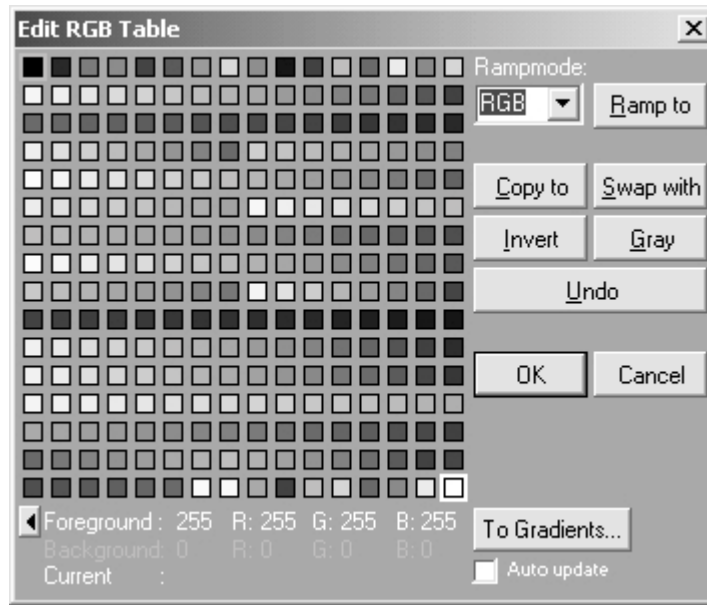 Edit RGB Table
Rampmode:
RGB
Ramp to
Copy to
Swap with
Invert
Gray
Undo
OK
Cancel
Foreground : 255 R: 255 G: 255 B: 255
Background: 0 R: 0 G: 0 B: 0
Current :
To Gradients...
Auto update